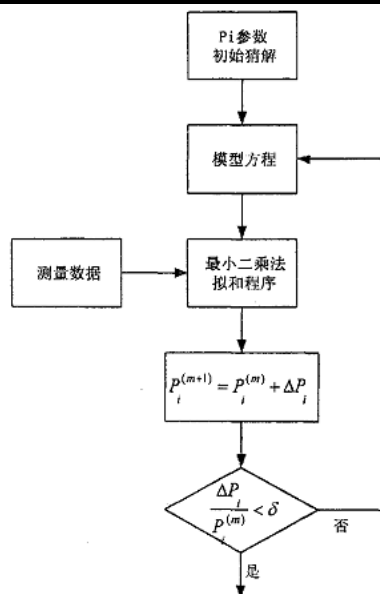 Pi参数
初始猜解
模型方程
测量数据
最小二乘法
拟和程序
P_i^{(m+1)} = P_i^{(m)} + ΔP_i
ΔP_i / P_i^{(m)} < δ
否
是